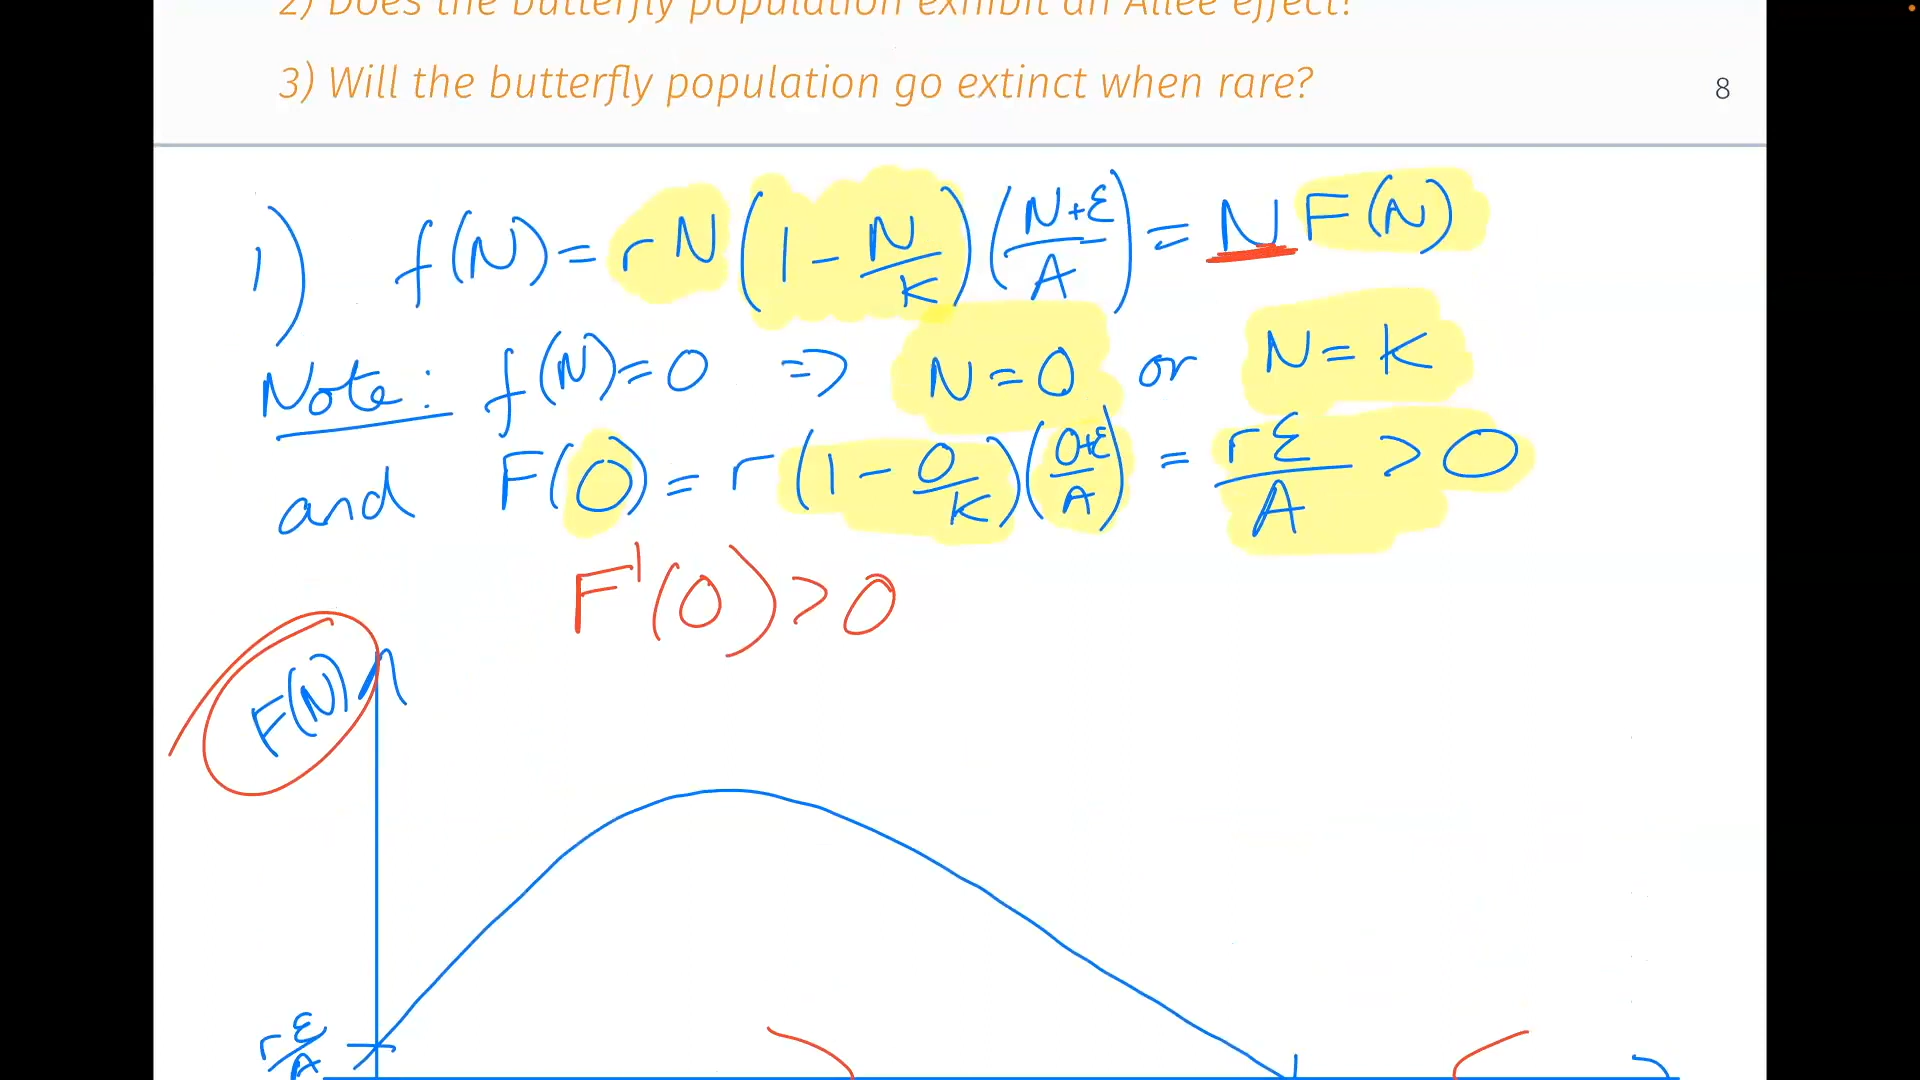 2) Does the butterfly population exhibit an Allee effect?
3) Will the butterfly population go extinct when rare?
8
1) f(N) = rN (1 - N/K) (N+ε/A) = N F(N)
Note: f(N) = 0 => N = 0 or N = K
and F(0) = r (1 - 0/K) (0+ε/A) = rε/A > 0
F'(0) > 0
F(N)
rε/A